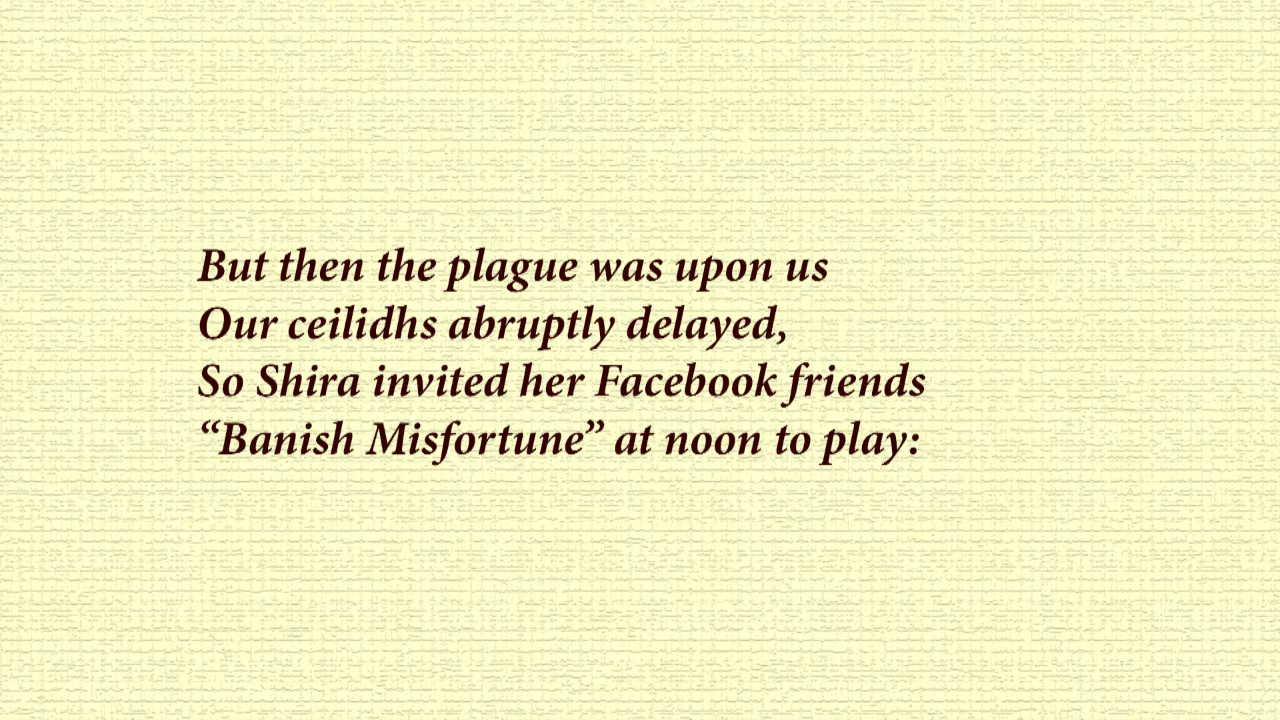 But then the plague was upon us
Our ceilidhs abruptly delayed,
So Shira invited her Facebook friends
“Banish Misfortune” at noon to play: